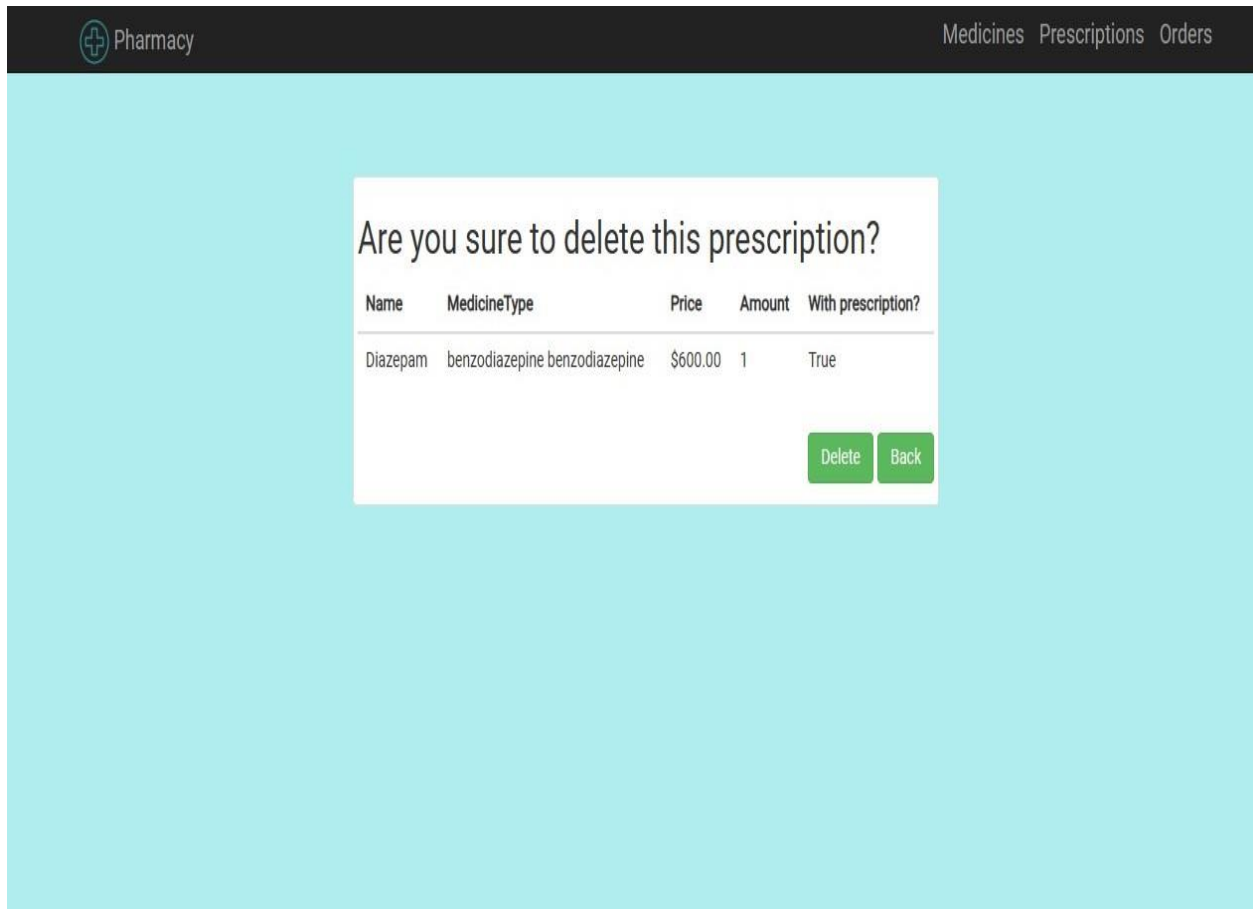 Pharmacy Medicines Prescriptions Orders
Are you sure to delete this prescription?
Name MedicineType Price Amount With prescription?
Diazepam benzodiazepine benzodiazepine $600.00 1 True
Delete Back